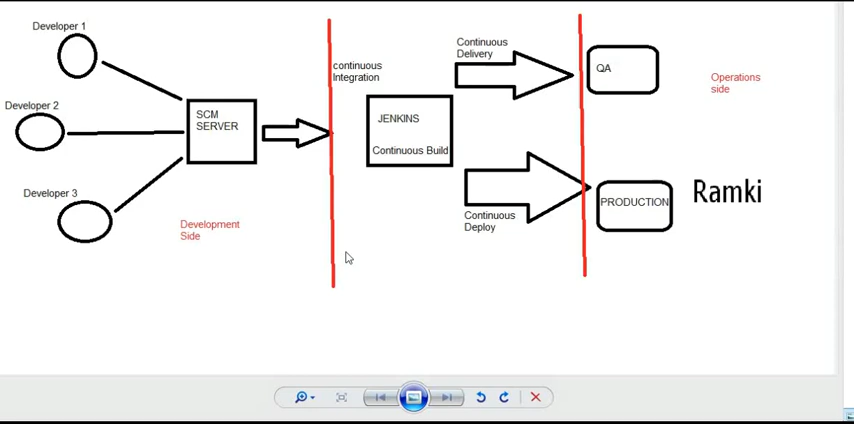 Developer 1
Developer 2
Developer 3
SCM
SERVER
Development
Side
continuous
Integration
JENKINS
Continuous Build
Continuous
Delivery
Continuous
Deploy
QA
PRODUCTION
Operations
side
Ramki